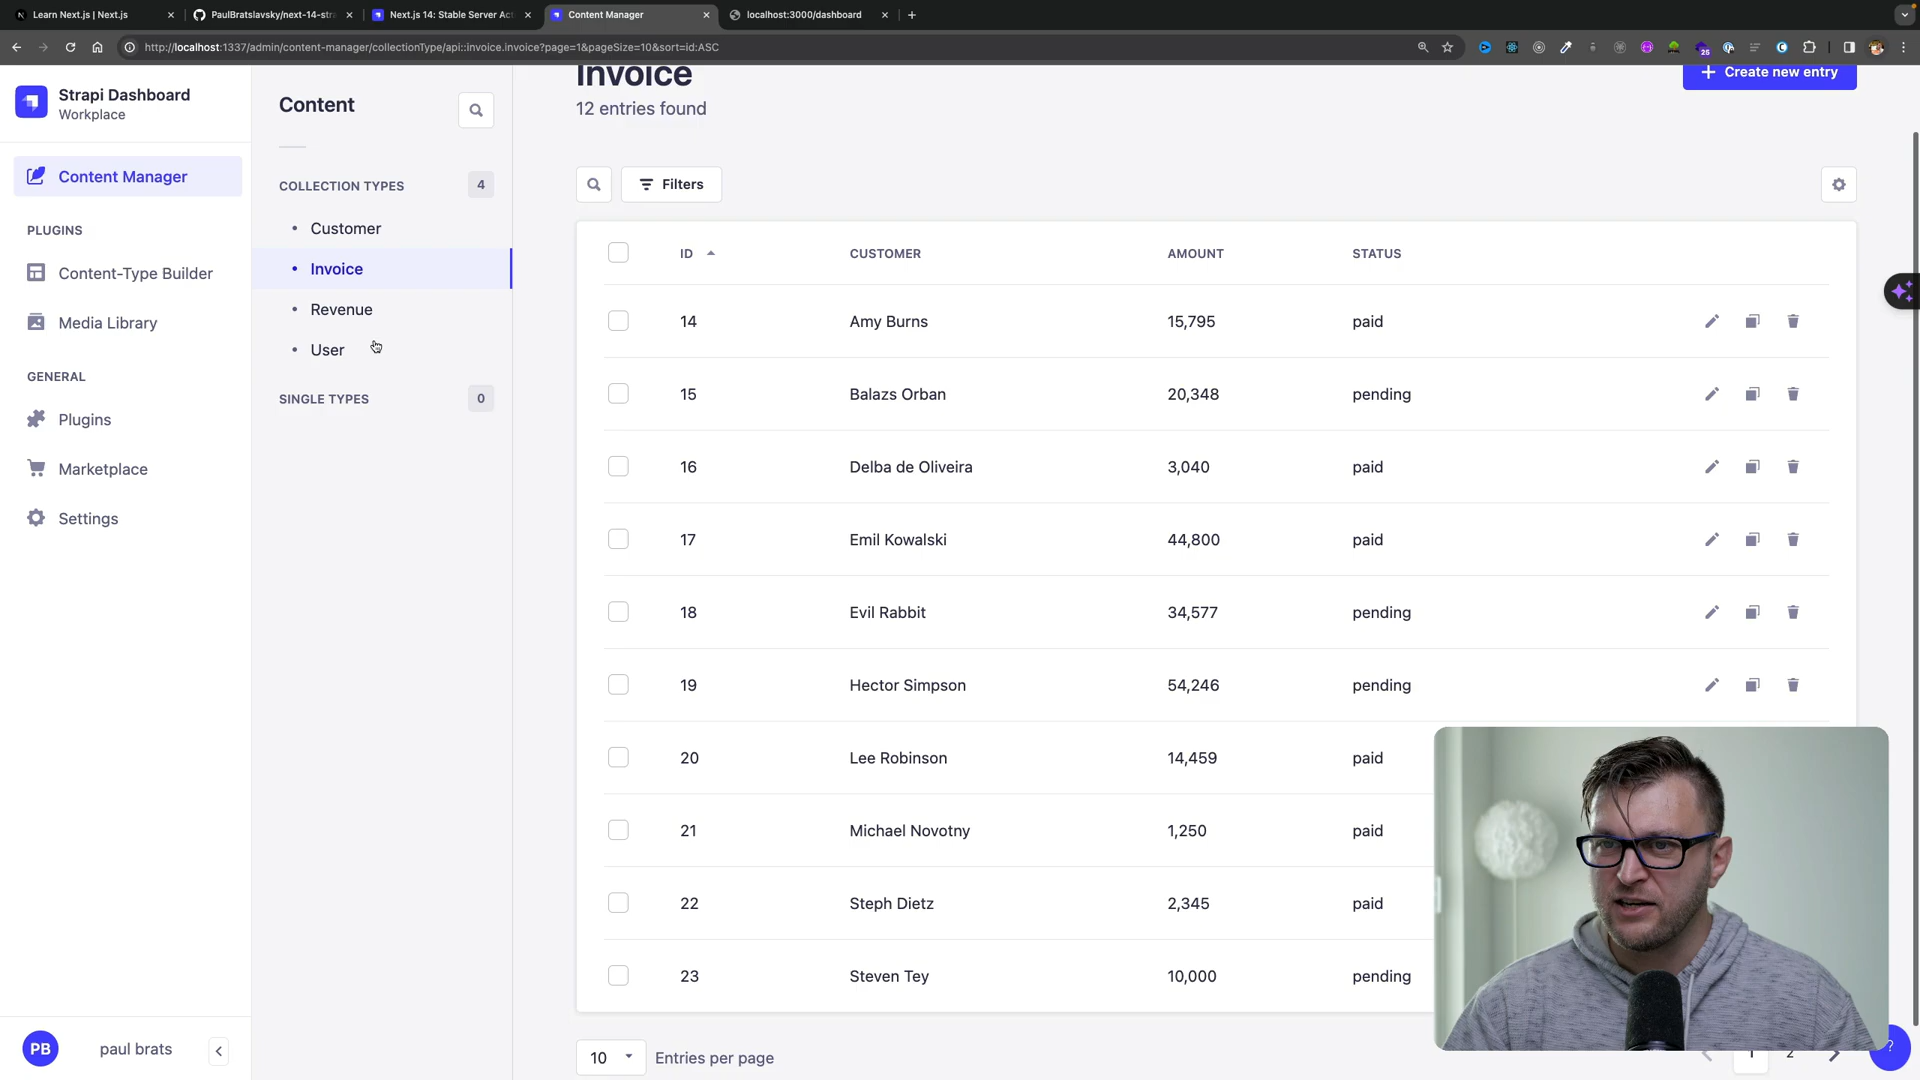 Learn Next.js | Next.js
PaulBratslavsky/next-14-stra
Next.js 14: Stable Server Act
Content Manager
localhost:3000/dashboard
http://localhost:1337/admin/content-manager/collectionType/api::invoice.invoice?page=1&pageSize=10&sort=id:ASC
25
Strapi Dashboard
Workplace
Content Manager
PLUGINS
Content-Type Builder
Media Library
GENERAL
Plugins
Marketplace
Settings
PB
paul brats
Content
COLLECTION TYPES
4
Customer
Invoice
Revenue
User
SINGLE TYPES
0
Invoice
12 entries found
Create new entry
Filters
ID CUSTOMER AMOUNT STATUS
14 Amy Burns 15,795 paid
15 Balazs Orban 20,348 pending
16 Delba de Oliveira 3,040 paid
17 Emil Kowalski 44,800 paid
18 Evil Rabbit 34,577 pending
19 Hector Simpson 54,246 pending
20 Lee Robinson 14,459 paid
21 Michael Novotny 1,250 paid
22 Steph Dietz 2,345 paid
23 Steven Tey 10,000 pending
10 Entries per page
1 2
?